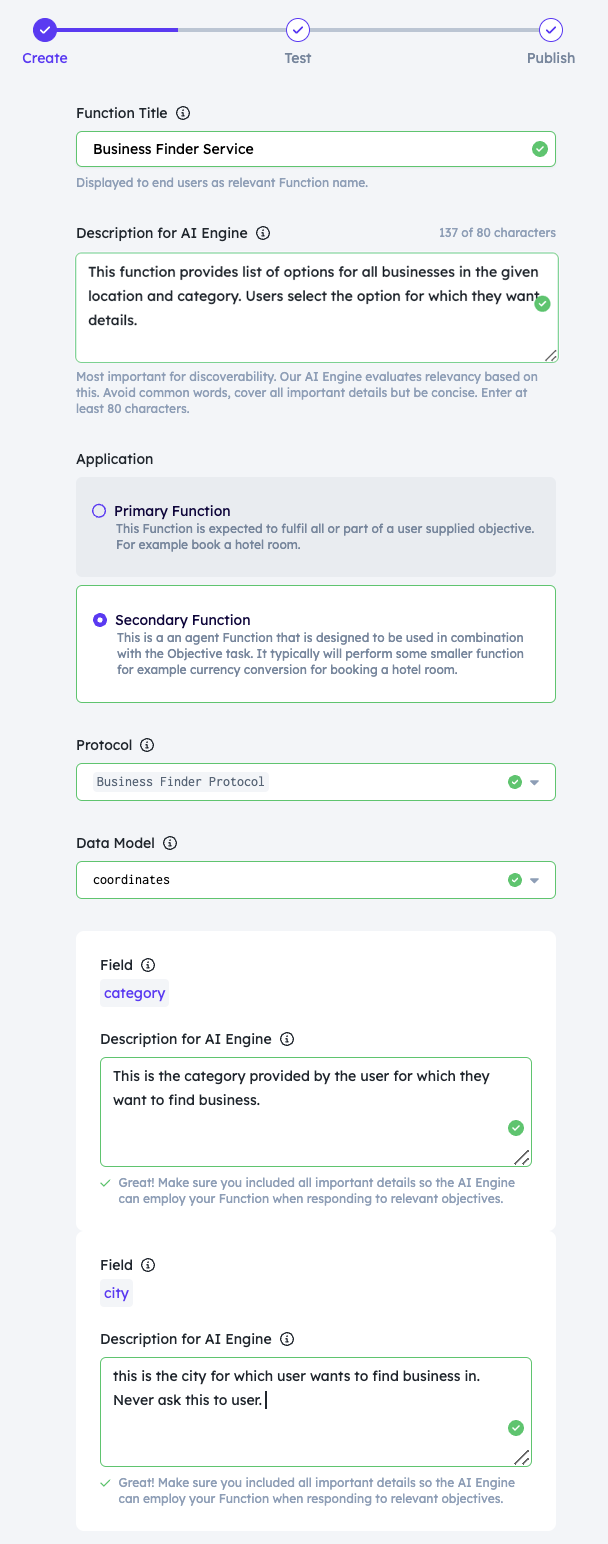 Create
Test
Publish
Function Title
Business Finder Service
Displayed to end users as relevant Function name.
Description for AI Engine
137 of 80 characters
This function provides list of options for all businesses in the given
location and category. Users select the option for which they want
details.
Most important for discoverability. Our AI Engine evaluates relevancy based on
this. Avoid common words, cover all important details but be concise. Enter at
least 80 characters.
Application
Primary Function
This Function is expected to fulfil all or part of a user supplied objective.
For example book a hotel room.
Secondary Function
This is a an agent Function that is designed to be used in combination
with the Objective task. It typically will perform some smaller function
for example currency conversion for booking a hotel room.
Protocol
Business Finder Protocol
Data Model
coordinates
Field
category
Description for AI Engine
This is the category provided by the user for which they
want to find business.
Great! Make sure you included all important details so the AI Engine
can employ your Function when responding to relevant objectives.
Field
city
Description for AI Engine
this is the city for which user wants to find business in.
Never ask this to user.
Great! Make sure you included all important details so the AI Engine
can employ your Function when responding to relevant objectives.